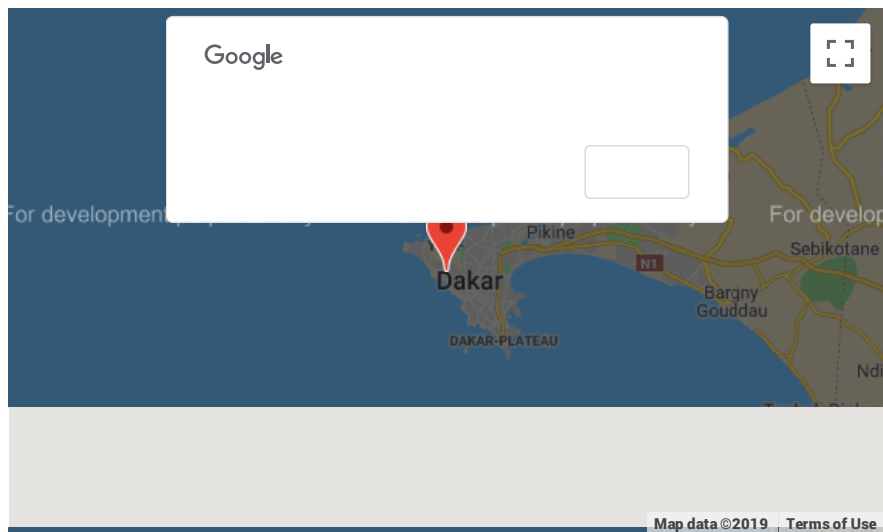 Google
For development
For develop
Pikine
Sebikotane
N1
Dakar
Bargny
Gouddau
DAKAR-PLATEAU
Ndi
Map data ©2019
Terms of Use